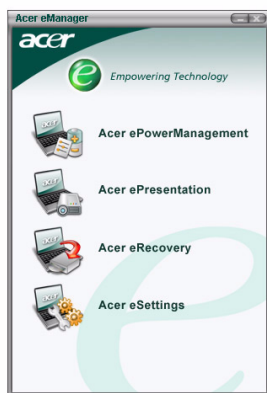 Acer eManager
acer
e Empowering Technology
Acer ePowerManagement
Acer ePresentation
Acer eRecovery
Acer eSettings